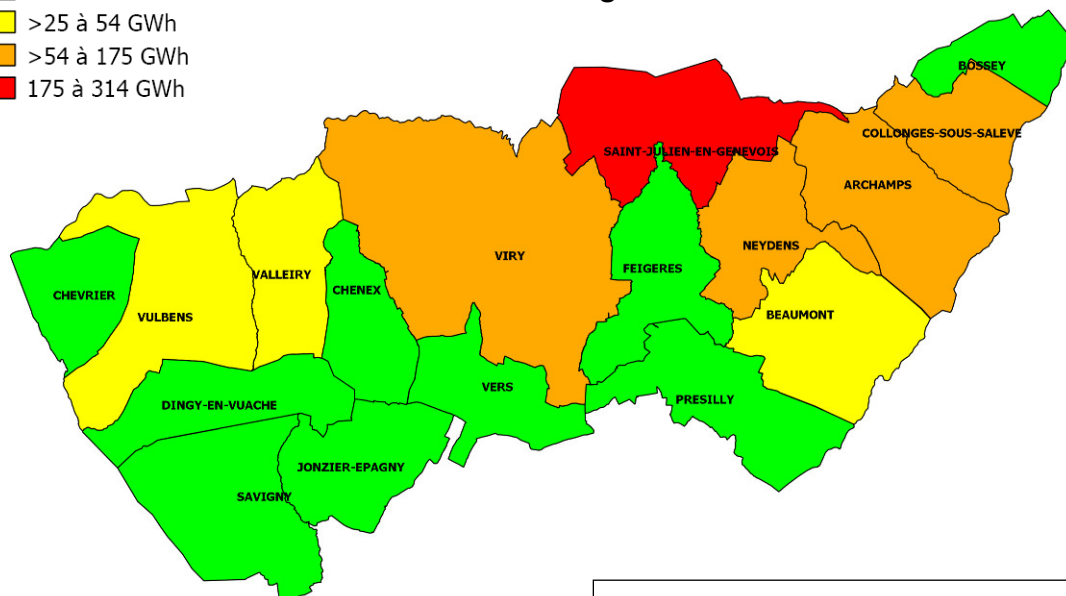 >25 à 54 GWh
>54 à 175 GWh
175 à 314 GWh
BOSSEY
COLLONGES-SOUS-SALEVE
SAINT-JULIEN-EN-GENEVOIS
ARCHAMPS
NEYDENS
VIRY
FEIGERES
VALLEIRY
CHENEX
CHEVRIER
VULBENS
BEAUMONT
VERS
PRESILLY
DINGY-EN-VUACHE
JONZIER-EPAGNY
SAVIGNY